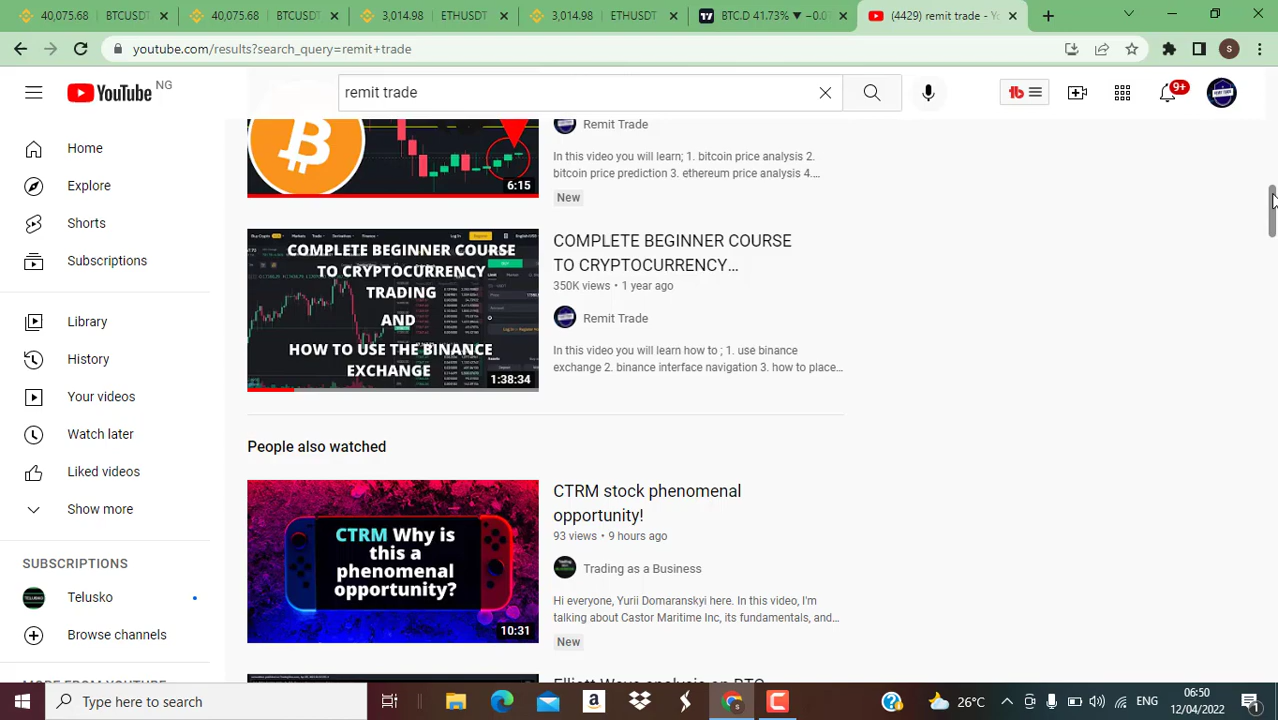 40,075.68 BTCUSDT
40,075.68 BTCUSDT
3,014.98 ETHUSDT
3,014.98 ETHUSDT
BTC.D 41.73% ▼ −0.0
(4429) remit trade - Y
youtube.com/results?search_query=remit+trade
YouTube NG
remit trade
9+
S
Home
Explore
Shorts
Subscriptions
Library
History
Your videos
Watch later
Liked videos
Show more
SUBSCRIPTIONS
Telusko
Browse channels
MORE FROM YOUTUBE
6:15
Remit Trade
In this video you will learn; 1. bitcoin price analysis 2.
bitcoin price prediction 3. ethereum price analysis 4....
New
COMPLETE BEGINNER COURSE
TO CRYPTOCURRENCY
TRADING
AND
HOW TO USE THE BINANCE
EXCHANGE
1:38:34
COMPLETE BEGINNER COURSE
TO CRYPTOCURRENCY...
350K views • 1 year ago
Remit Trade
In this video you will learn how to ; 1. use binance
exchange 2. binance interface navigation 3. how to place...
People also watched
CTRM Why is
this a
phenomenal
opportunity?
10:31
CTRM stock phenomenal
opportunity!
93 views • 9 hours ago
Trading as a Business
Hi everyone, Yurii Domaranskyi here. In this video, I'm
talking about Castor Maritime Inc, its fundamentals, and...
New
Type here to search
26°C
06:50
12/04/2022